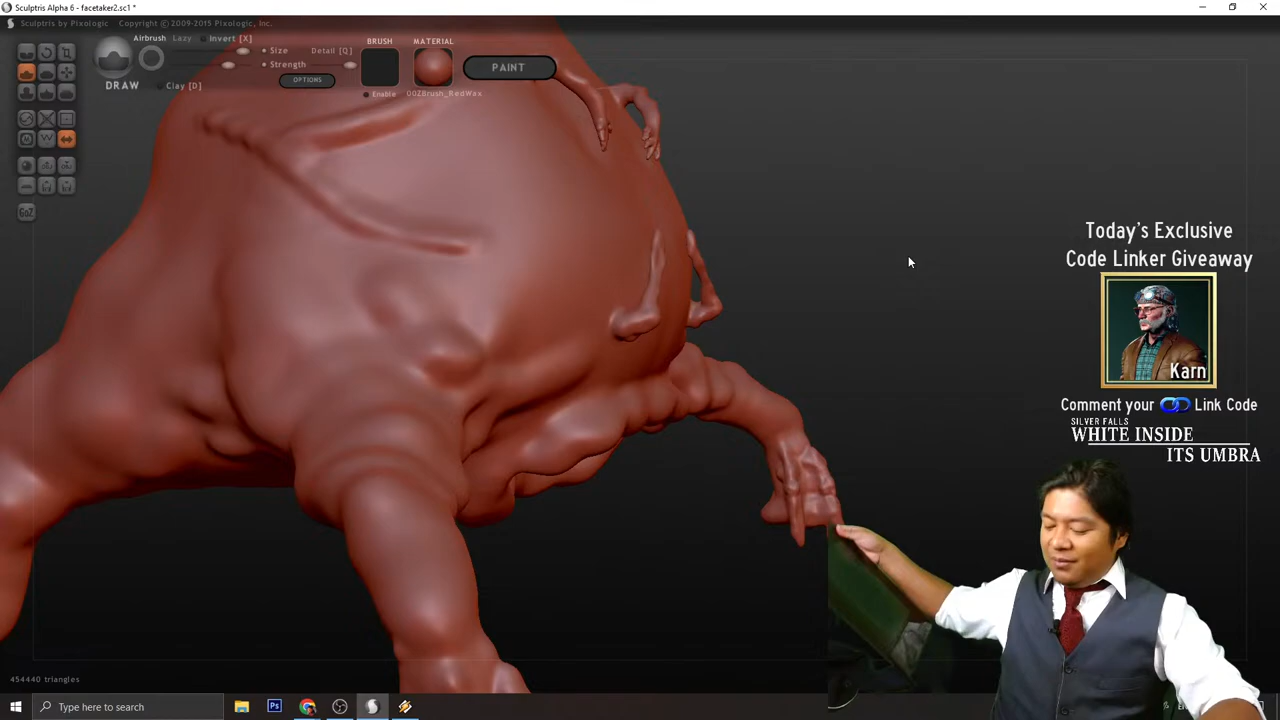 Sculptris Alpha 6 - facetaker2.sc1 *
Sculptris by Pixologic Copyright © 2009-2015 Pixologic, Inc.
Airbrush Lazy Invert [X]
Size Detail [Q]
Strength
OPTIONS
DRAW Clay [D]
BRUSH
Enable
MATERIAL
00ZBrush_RedWax
PAINT
GoZ
Today's Exclusive
Code Linker Giveaway
Karn
Comment your Link Code
SILVER FALLS
WHITE INSIDE
ITS UMBRA
454440 triangles
Type here to search
Ps